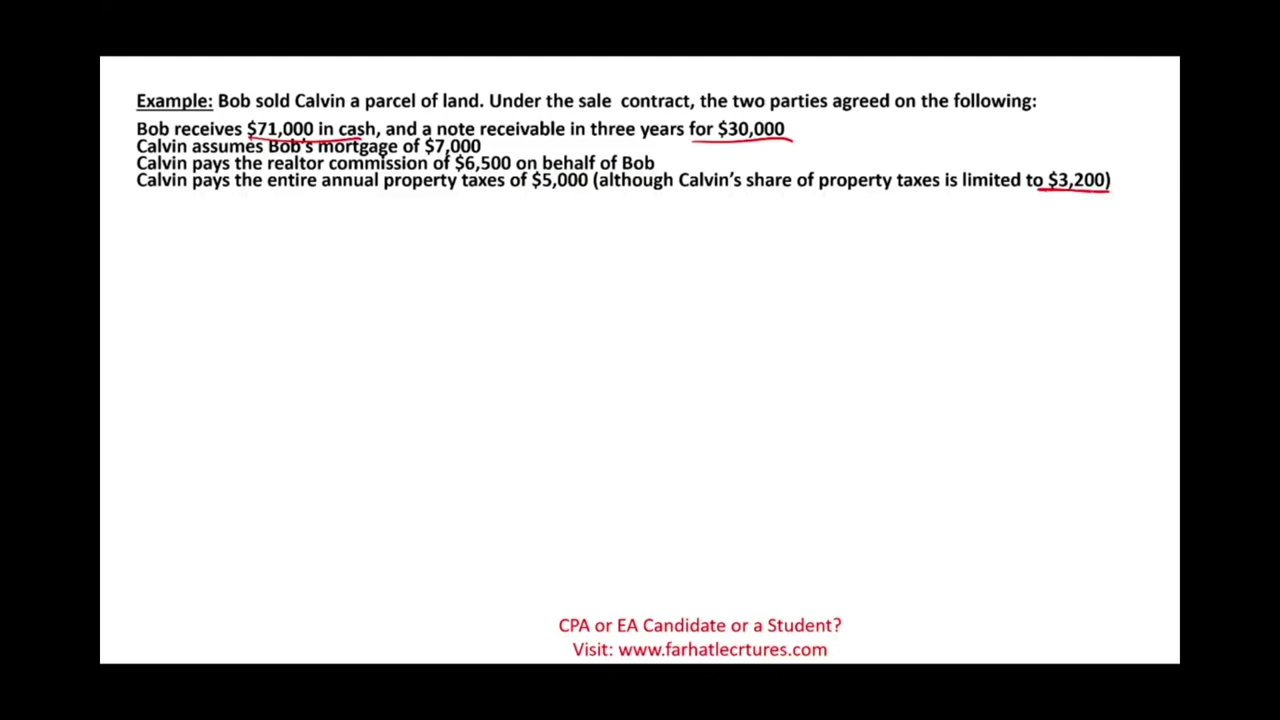 Example: Bob sold Calvin a parcel of land. Under the sale contract, the two parties agreed on the following:
Bob receives $71,000 in cash, and a note receivable in three years for $30,000
Calvin assumes Bob's mortgage of $7,000
Calvin pays the realtor commission of $6,500 on behalf of Bob
Calvin pays the entire annual property taxes of $5,000 (although Calvin's share of property taxes is limited to $3,200)
CPA or EA Candidate or a Student?
Visit: www.farhatlecrtures.com